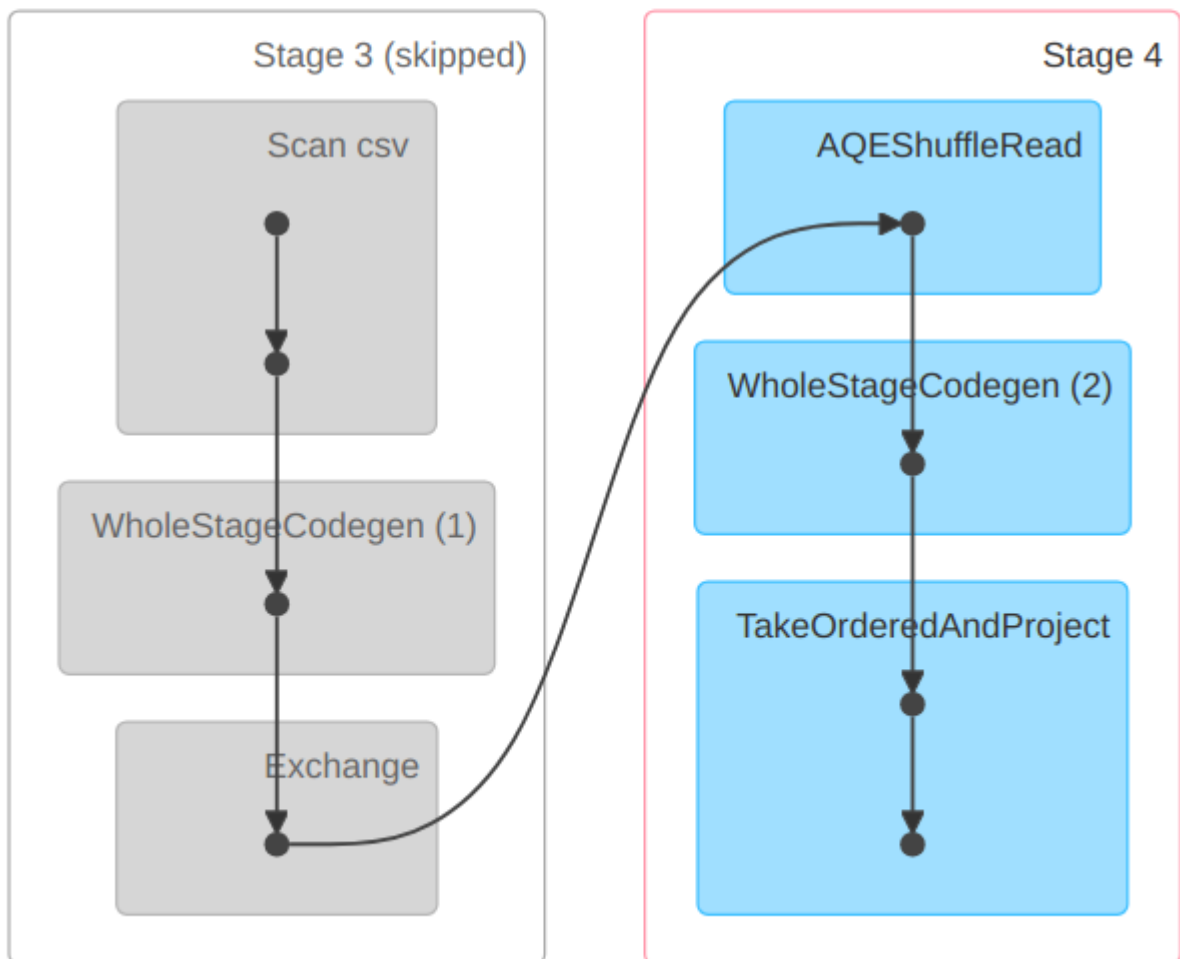 Stage 3 (skipped)
Scan csv
WholeStageCodegen (1)
Exchange
Stage 4
AQEShuffleRead
WholeStageCodegen (2)
TakeOrderedAndProject